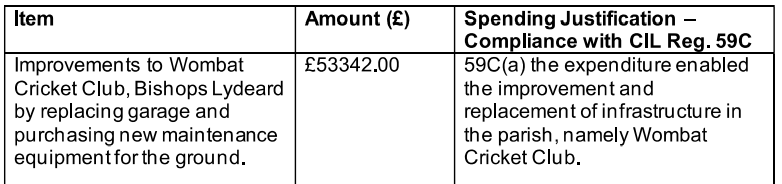 Item Amount (£) Spending Justification –
Compliance with CIL Reg. 59C
Improvements to Wombat £53342.00 59C(a) the expenditure enabled
Cricket Club, Bishops Lydeard the improvement and
by replacing garage and replacement of infrastructure in
purchasing new maintenance the parish, namely Wombat
equipment for the ground. Cricket Club.